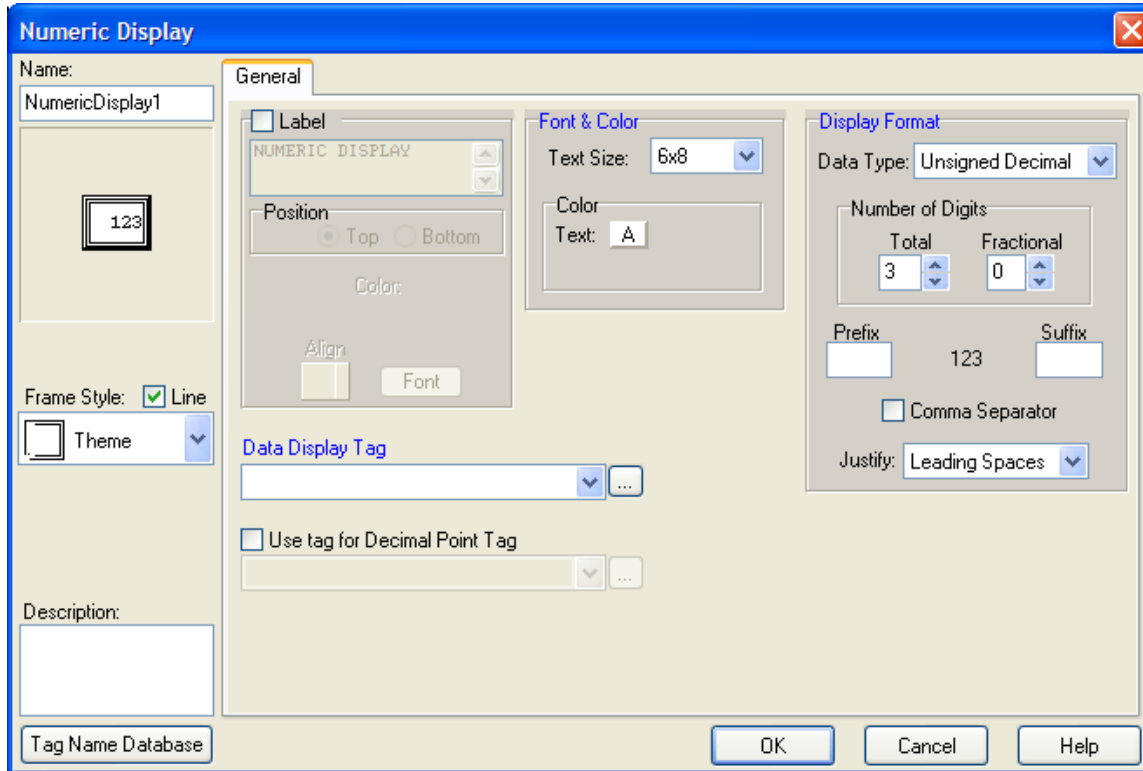 Numeric Display
Name:
NumericDisplay1
123
Frame Style:
Line
Theme
Description:
Tag Name Database
General
Label
NUMERIC DISPLAY
Position
Top
Bottom
Color:
Align
Font
Font & Color
Text Size:
6x8
Color
Text:
A
Display Format
Data Type:
Unsigned Decimal
Number of Digits
Total
Fractional
3
0
Prefix
Suffix
123
Comma Separator
Justify:
Leading Spaces
Data Display Tag
...
Use tag for Decimal Point Tag
...
OK
Cancel
Help